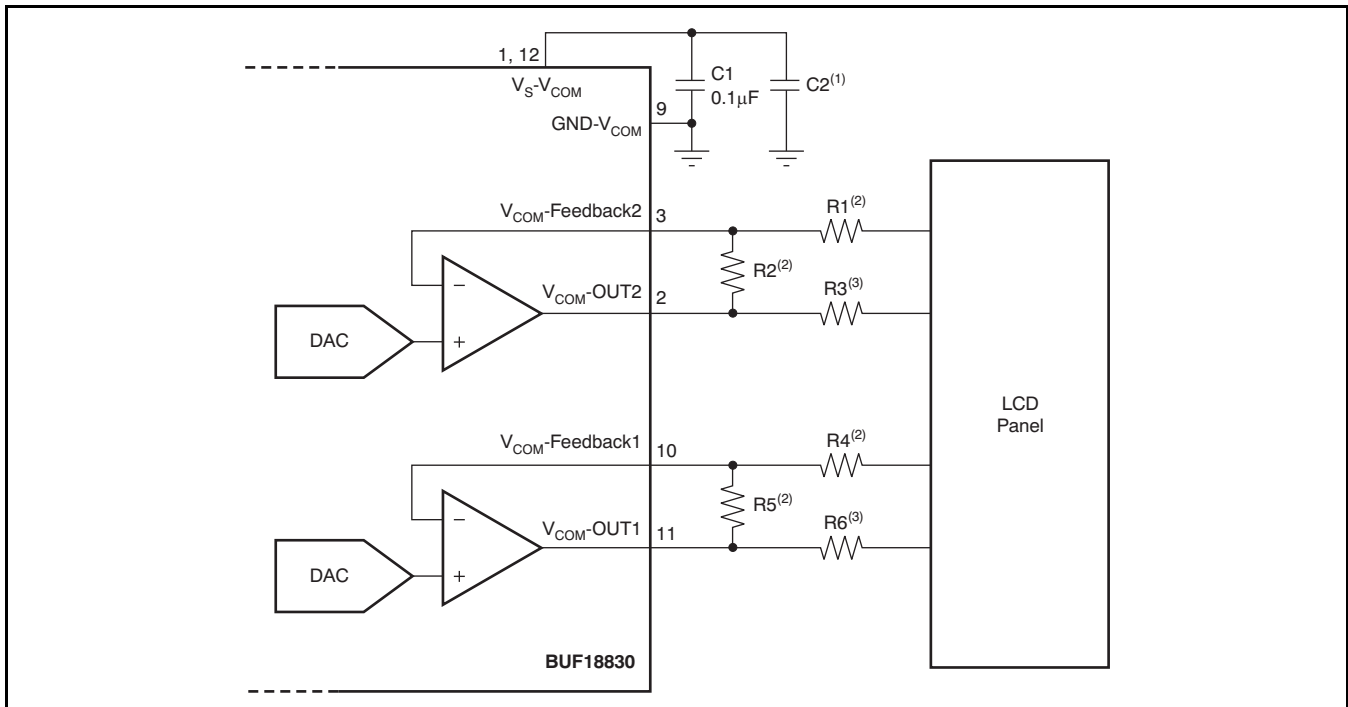 1, 12
V_S-V_COM
C1
0.1μF
C2(1)
9
GND-V_COM
V_COM-Feedback2
3
R1(2)
R2(2)
−
V_COM-OUT2
2
R3(3)
DAC
+
LCD
Panel
V_COM-Feedback1
10
R4(2)
R5(2)
−
V_COM-OUT1
11
R6(3)
DAC
+
BUF18830